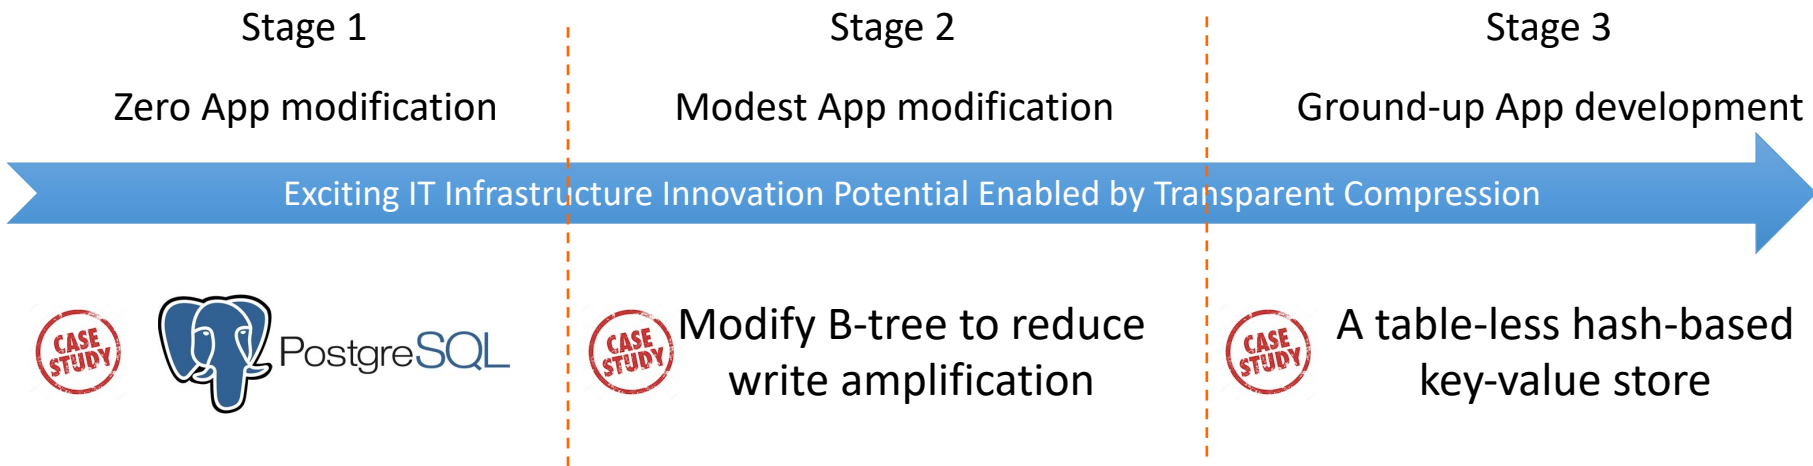 Stage 1
Stage 2
Stage 3
Zero App modification
Modest App modification
Ground-up App development
Exciting IT Infrastructure Innovation Potential Enabled by Transparent Compression
CASE
STUDY
PostgreSQL
CASE
STUDY
Modify B-tree to reduce
write amplification
CASE
STUDY
A table-less hash-based
key-value store